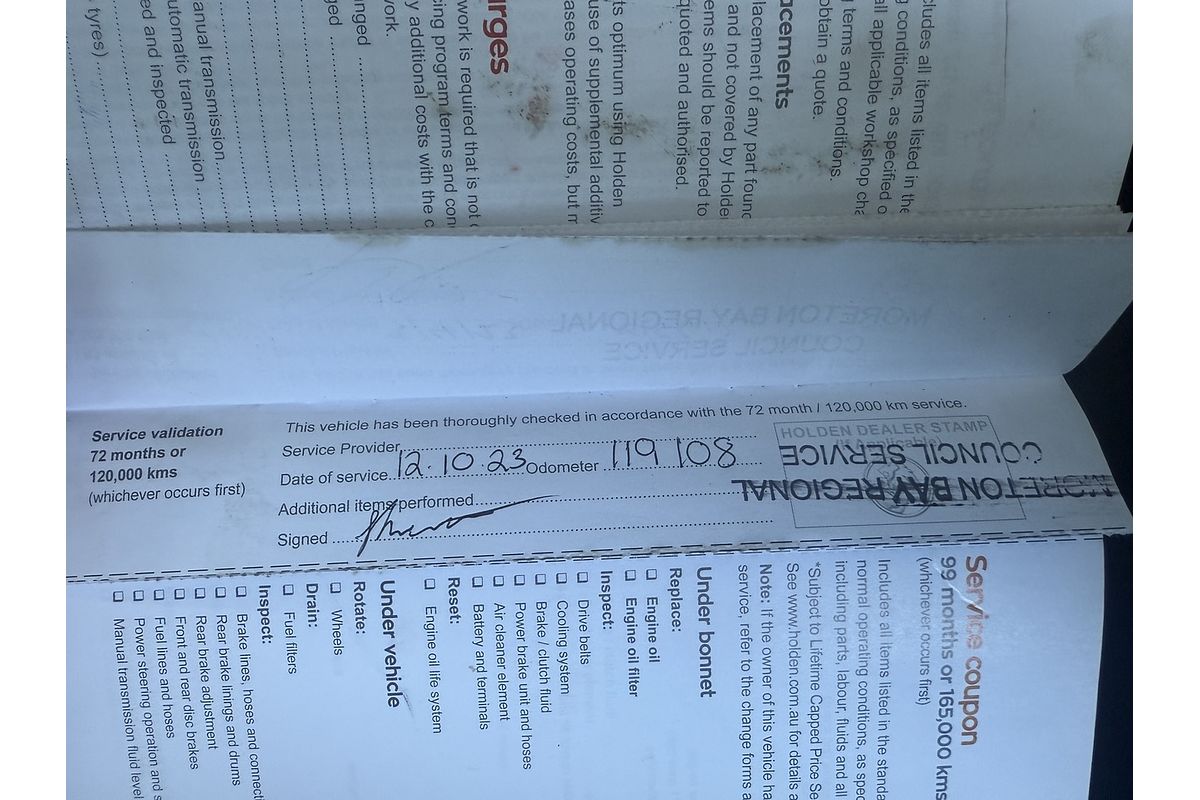 cludes all items listed in the
g conditions, as specified o
all applicable workshop cha
terms and conditions.
obtain a quote.
acements
lacement of any part found
and not covered by Holde
ems should be reported to
quoted and authorised.
ts optimum using Holden
use of supplemental additiv
ases operating costs, but m
arges
work is required that is not c
cing program terms and con
y additional costs with the c
work.
anged
ged
anual transmission
utomatic transmission
ed and inspected
tyres)
MORETON BAY REGIONAL
COUNCIL SERVICE
Service validation
72 months or
120,000 kms
(whichever occurs first)
This vehicle has been thoroughly checked in accordance with the 72 month / 120,000 km service.
Service Provider
Date of service 12.10.23 Odometer 119 108
Additional items performed
Signed
HOLDEN DEALER STAMP
(If Applicable)
MORETON BAY REGIONAL
COUNCIL SERVICE
Service coupon
99 months or 165,000 kms
(whichever occurs first)
Includes all items listed in the standa
normal operating conditions, as spec
including parts, labour, fluids and all
*Subject to Lifetime Capped Price Se
See www.holden.com.au for details a
Note: If the owner of this vehicle ha
service, refer to the change forms a
Under bonnet
Replace:
Engine oil
Engine oil filter
Inspect:
Drive belts
Cooling system
Brake / clutch fluid
Power brake unit and hoses
Air cleaner element
Battery and terminals
Reset:
Engine oil life system
Under vehicle
Rotate:
Wheels
Drain:
Fuel filters
Inspect:
Brake lines, hoses and connecti
Rear brake linings and drums
Rear brake adjustment
Front and rear disc brakes
Fuel lines and hoses
Power steering operation and s
Manual transmission fluid level